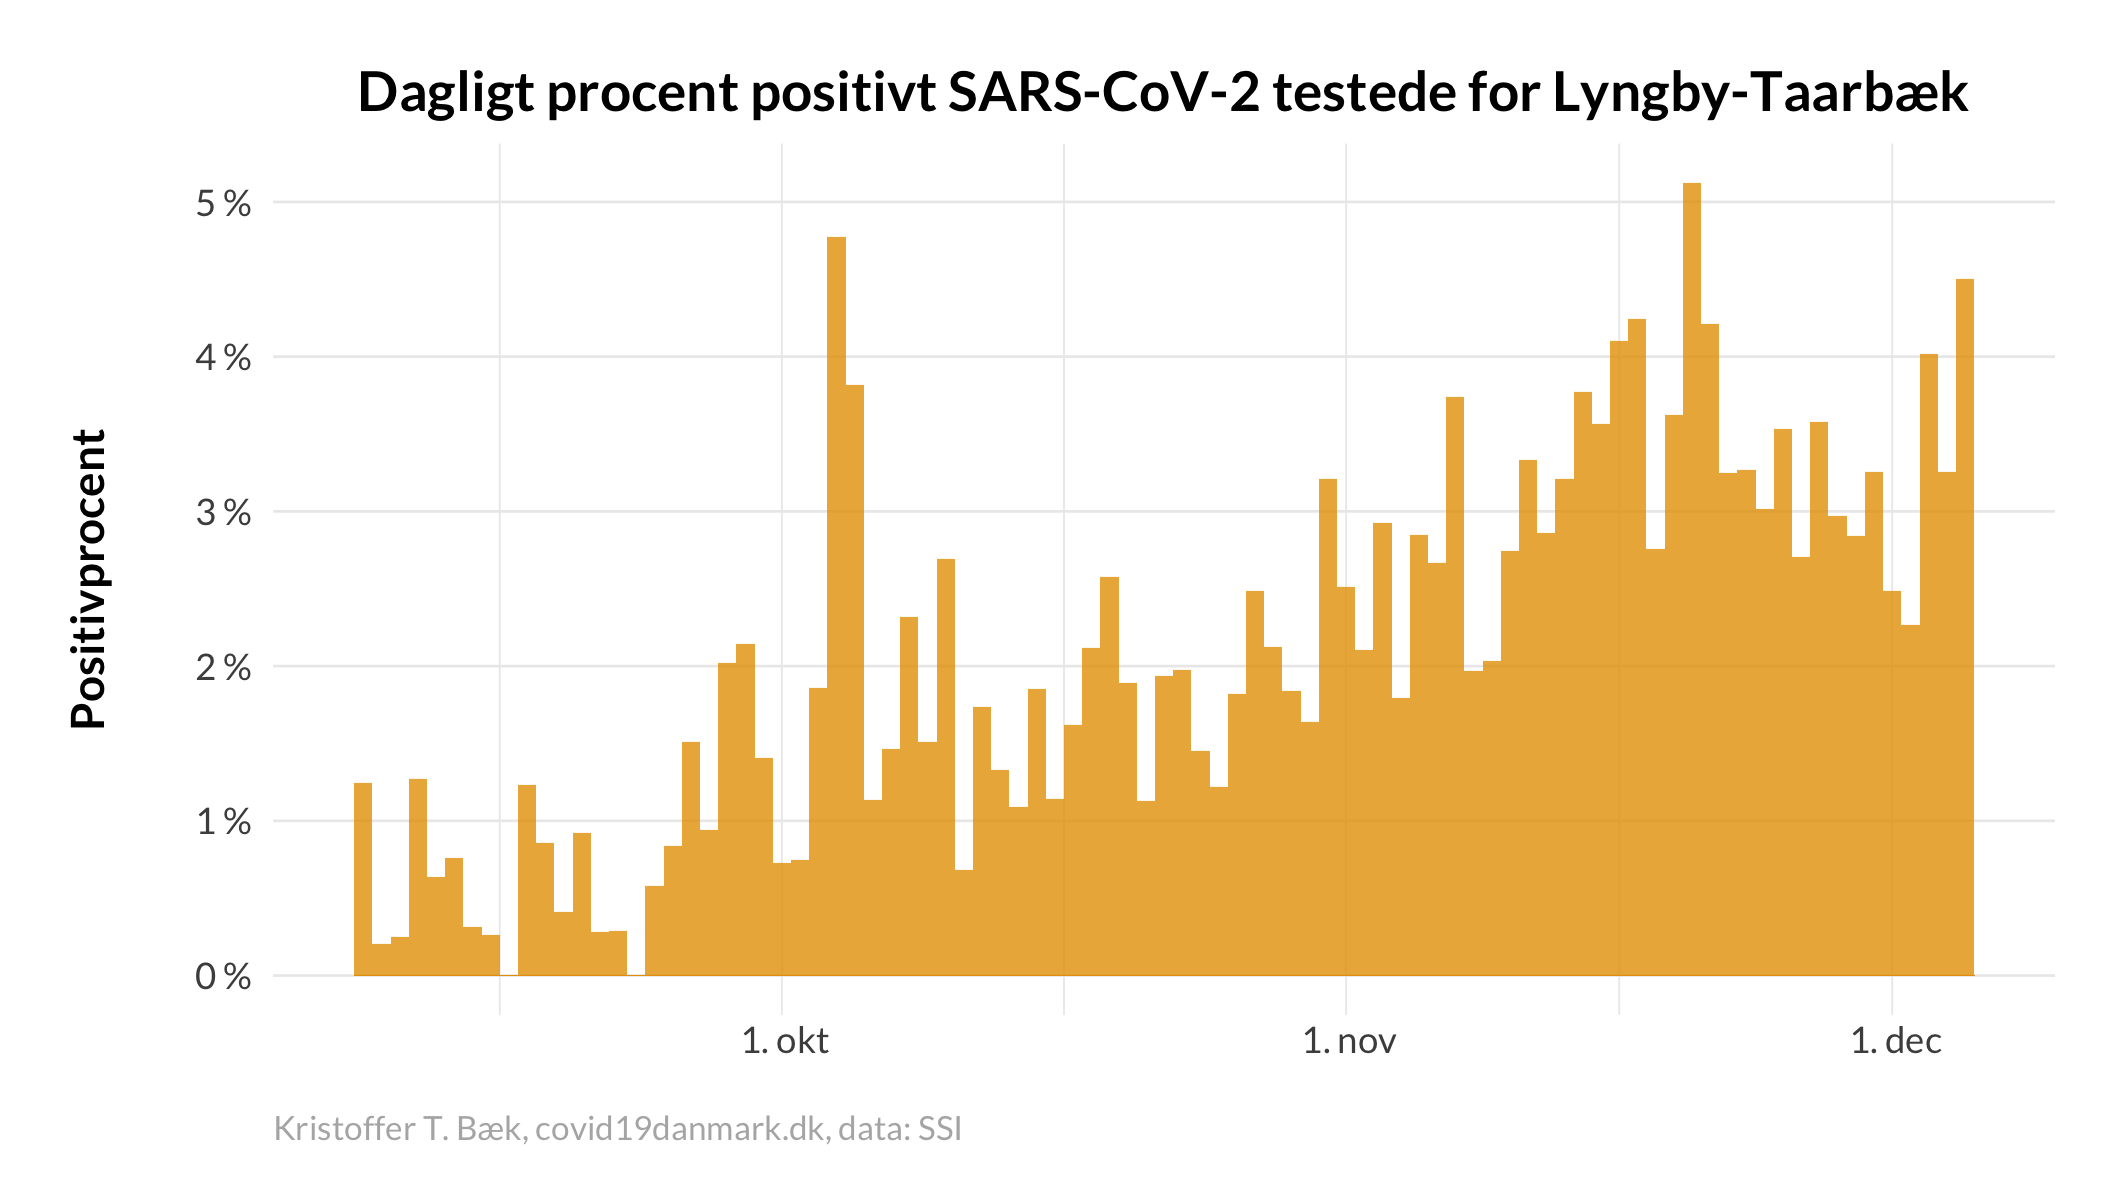 Dagligt procent positivt SARS-CoV-2 testede for Lyngby-Taarbæk
Positivprocent
5 %
4 %
3 %
2 %
1 %
0 %
1. okt
1. nov
1. dec
Kristoffer T. Bæk, covid19danmark.dk, data: SSI